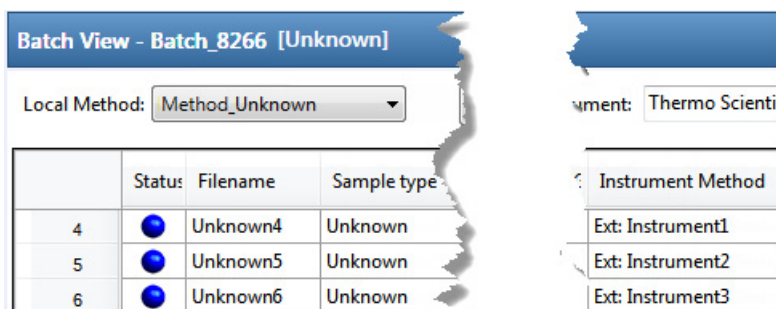 Batch View - Batch_8266 [Unknown]
Local Method: Method_Unknown ument: Thermo Scienti
Status Filename Sample type ? Instrument Method
4 Unknown4 Unknown Ext: Instrument1
5 Unknown5 Unknown Ext: Instrument2
6 Unknown6 Unknown Ext: Instrument3